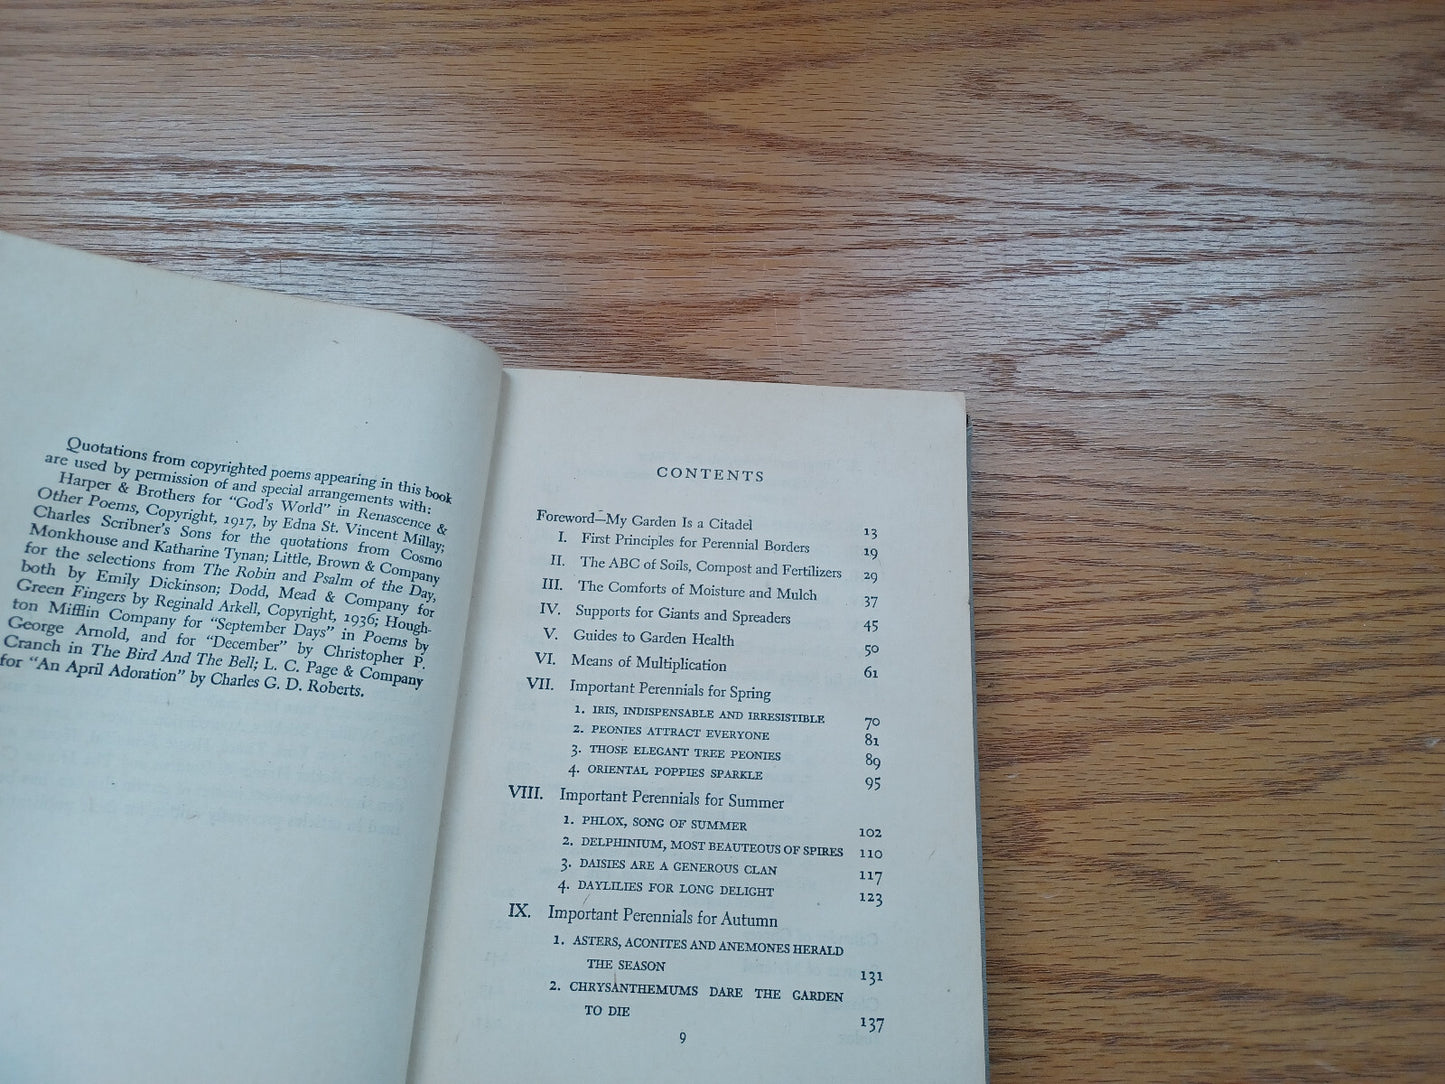 Quotations from copyrighted poems appearing in this book
are used by permission of and special arrangements with:
Harper & Brothers for "God's World" in Renascence &
Other Poems, Copyright, 1917, by Edna St. Vincent Millay;
Charles Scribner's Sons for the quotations from Cosmo
Monkhouse and Katharine Tynan; Little, Brown & Company
for the selections from The Robin and Psalm of the Day,
both by Emily Dickinson; Dodd, Mead & Company for
Green Fingers by Reginald Arkell, Copyright, 1936; Hough-
ton Mifflin Company for "September Days" in Poems by
George Arnold, and for "December" by Christopher P.
Cranch in The Bird And The Bell; L. C. Page & Company
for "An April Adoration" by Charles G. D. Roberts.
CONTENTS
Foreword—My Garden Is a Citadel 13
I. First Principles for Perennial Borders 19
II. The ABC of Soils, Compost and Fertilizers 29
III. The Comforts of Moisture and Mulch 37
IV. Supports for Giants and Spreaders 45
V. Guides to Garden Health 50
VI. Means of Multiplication 61
VII. Important Perennials for Spring
1. IRIS, INDISPENSABLE AND IRRESISTIBLE 70
2. PEONIES ATTRACT EVERYONE 81
3. THOSE ELEGANT TREE PEONIES 89
4. ORIENTAL POPPIES SPARKLE 95
VIII. Important Perennials for Summer
1. PHLOX, SONG OF SUMMER 102
2. DELPHINIUM, MOST BEAUTEOUS OF SPIRES 110
3. DAISIES ARE A GENEROUS CLAN 117
4. DAYLILIES FOR LONG DELIGHT 123
IX. Important Perennials for Autumn
1. ASTERS, ACONITES AND ANEMONES HERALD
THE SEASON 131
2. CHRYSANTHEMUMS DARE THE GARDEN
TO DIE 137
9